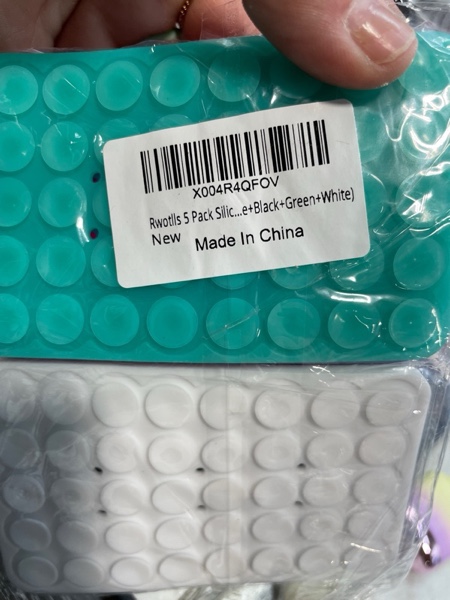 X004R4QFOV
Rwotlls 5 Pack Silic...e+Black+Green+White)
New
Made In China